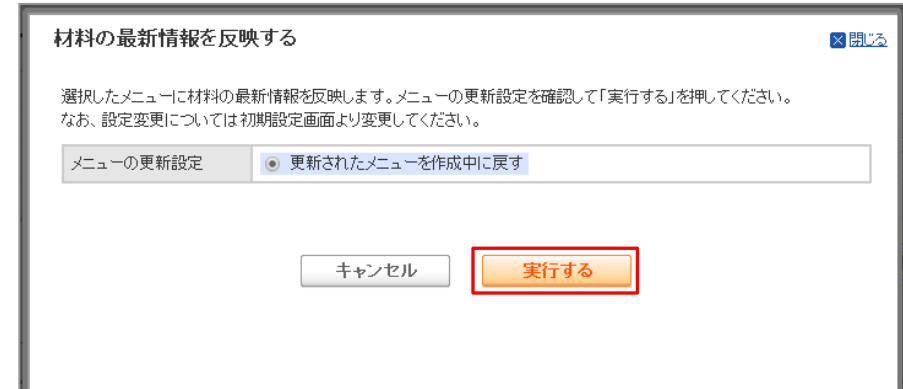 材料の最新情報を反映する
閉じる
選択したメニューに材料の最新情報を反映します。メニューの更新設定を確認して「実行する」を押してください。
なお、設定変更については初期設定画面より変更してください。
メニューの更新設定
更新されたメニューを作成中に戻す
キャンセル
実行する